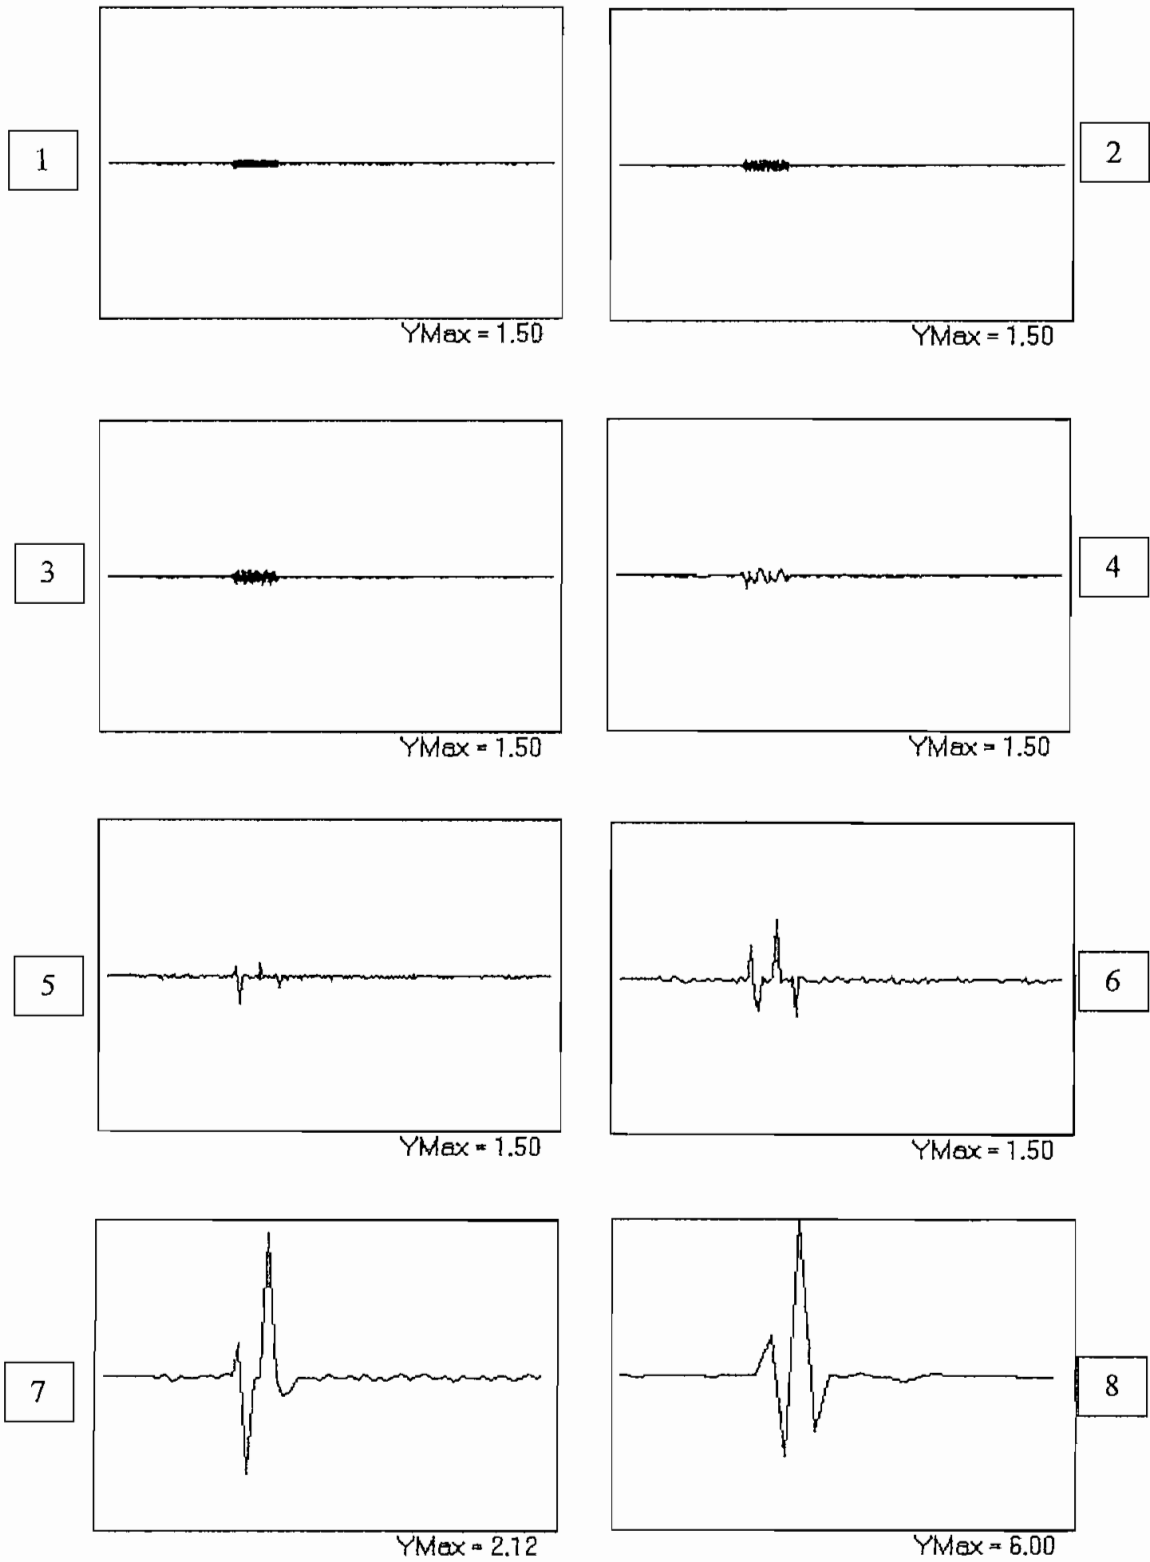 1
2
YMax = 1.50
YMax = 1.50
3
4
YMax = 1.50
YMax = 1.50
5
6
YMax = 1.50
YMax = 1.50
7
8
YMax = 2.12
YMax = 6.00